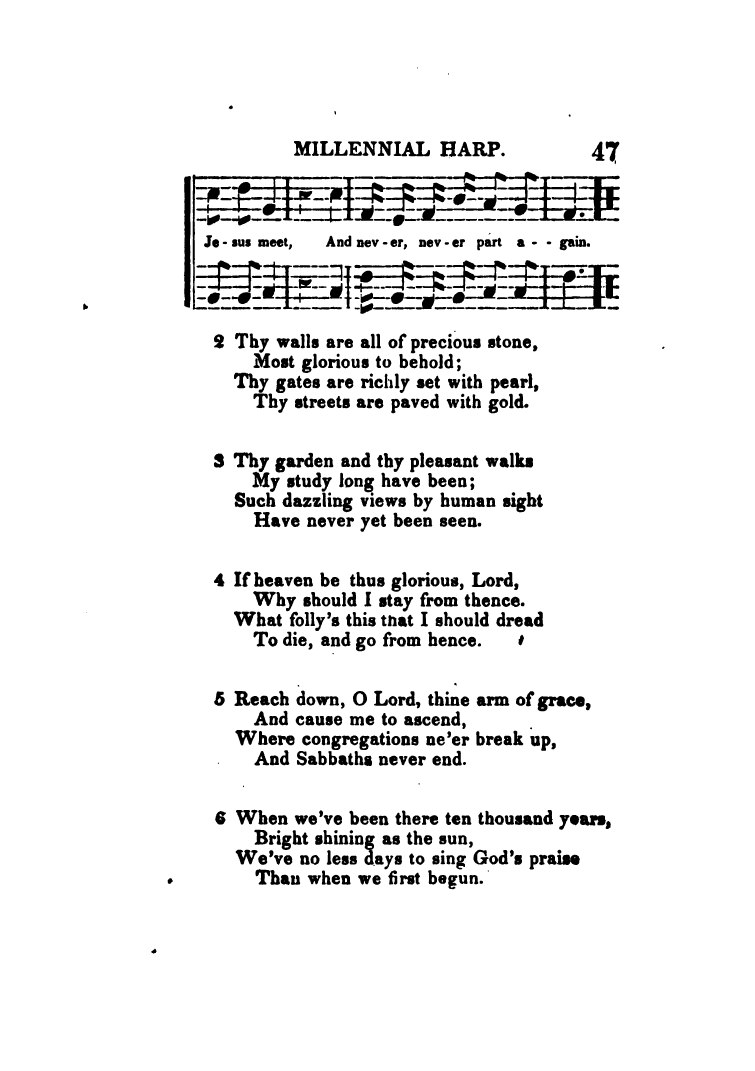 MILLENNIAL HARP. 47
Je - sus meet, And nev - er, nev - er part a - - gain.
2 Thy walls are all of precious stone,
Most glorious to behold;
Thy gates are richly set with pearl,
Thy streets are paved with gold.
3 Thy garden and thy pleasant walks
My study long have been;
Such dazzling views by human sight
Have never yet been seen.
4 If heaven be thus glorious, Lord,
Why should I stay from thence.
What folly's this that I should dread
To die, and go from hence.
5 Reach down, O Lord, thine arm of grace,
And cause me to ascend,
Where congregations ne'er break up,
And Sabbaths never end.
6 When we've been there ten thousand years,
Bright shining as the sun,
We've no less days to sing God's praise
Than when we first begun.